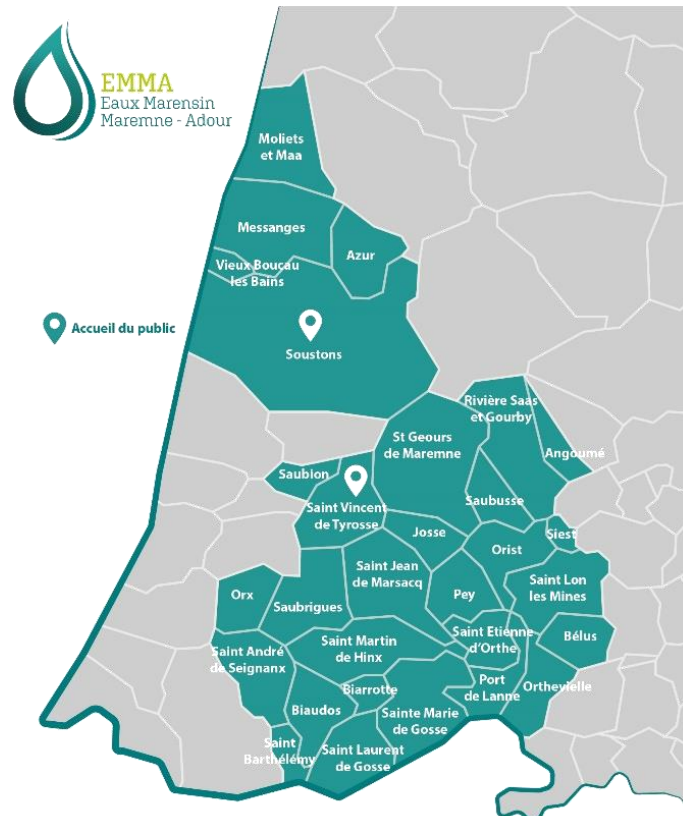 EMMA
Eaux Marensin
Maremne - Adour
Moliets
et Maa
Messanges
Azur
Vieux Boucau
les Bains
Accueil du public
Soustons
Rivière Saas
et Gourby
St Geours
de Maremne
Angoumé
Saubion
Saubusse
Saint Vincent
de Tyrosse
Josse
Orist
Siest
Saint Jean
de Marsacq
Saint Lon
les Mines
Orx
Saubrigues
Pey
Saint Martin
de Hinx
Saint Etienne
d'Orthe
Bélus
Saint André
de Seignanx
Port
de Lanne
Orthevielle
Biarrotte
Biaudos
Sainte Marie
de Gosse
Saint
Barthélémy
Saint Laurent
de Gosse